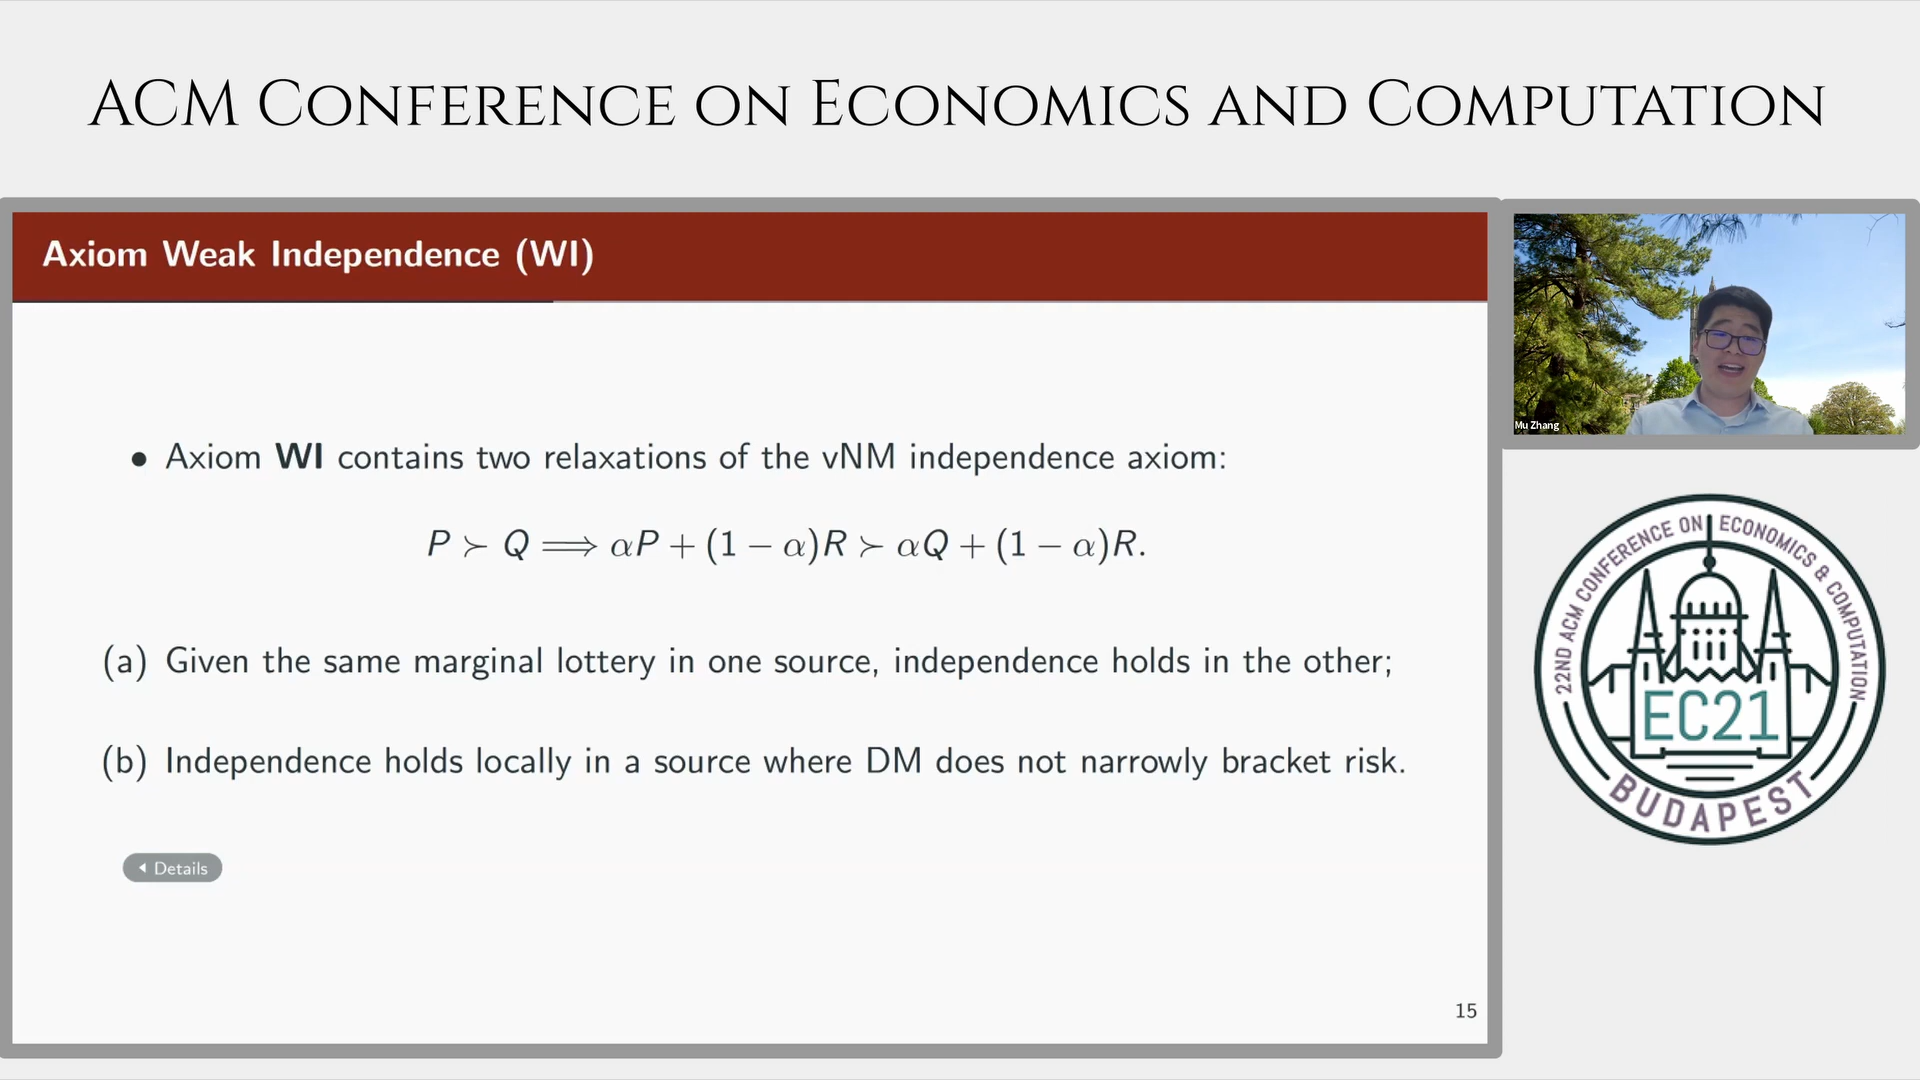 ACM Conference on Economics and Computation
Axiom Weak Independence (WI)
• Axiom WI contains two relaxations of the vNM independence axiom:
P ≻ Q ⟹ αP + (1 − α)R ≻ αQ + (1 − α)R.
(a) Given the same marginal lottery in one source, independence holds in the other;
(b) Independence holds locally in a source where DM does not narrowly bracket risk.
Details
15
Mu Zhang
22ND ACM CONFERENCE ON ECONOMICS & COMPUTATION
EC21
BUDAPEST